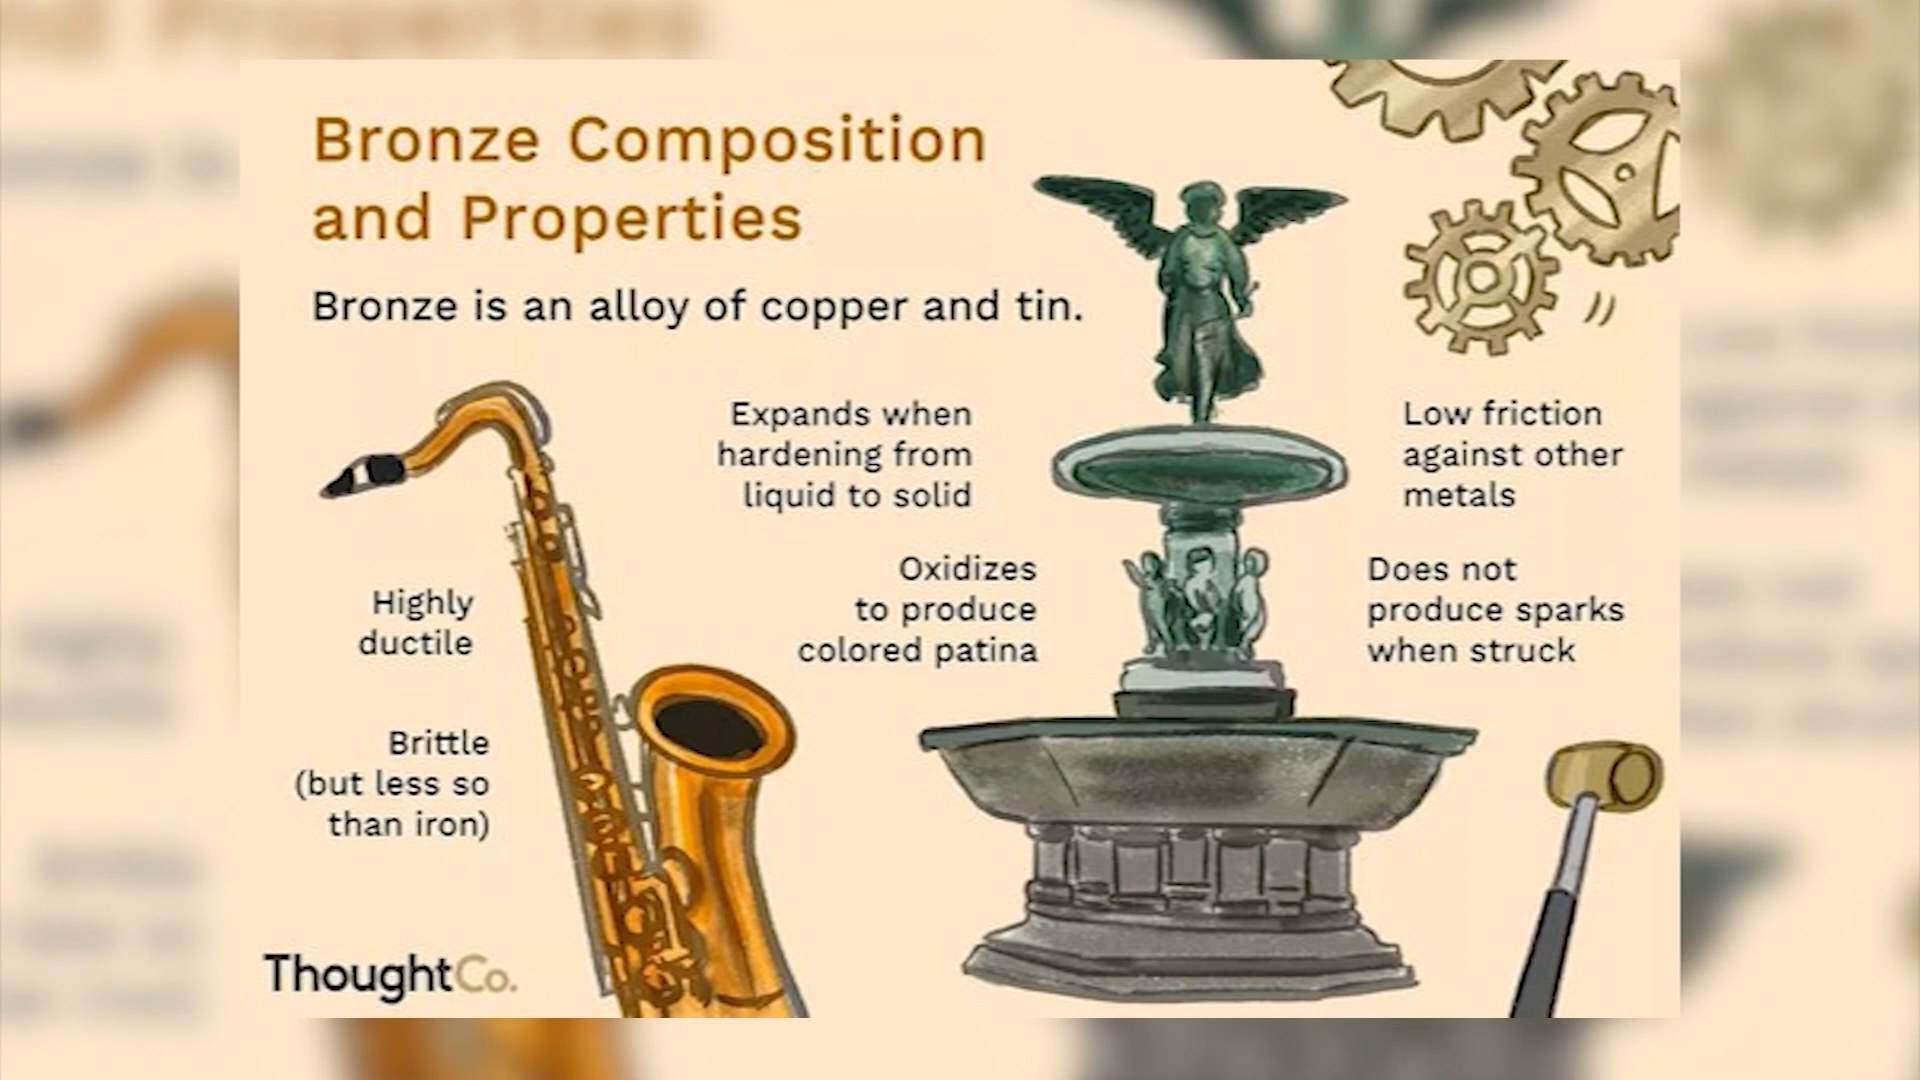 Bronze Composition
and Properties
Bronze is an alloy of copper and tin.
Expands when
hardening from
liquid to solid
Low friction
against other
metals
Oxidizes
to produce
colored patina
Does not
produce sparks
when struck
Highly
ductile
Brittle
(but less so
than iron)
ThoughtCo.